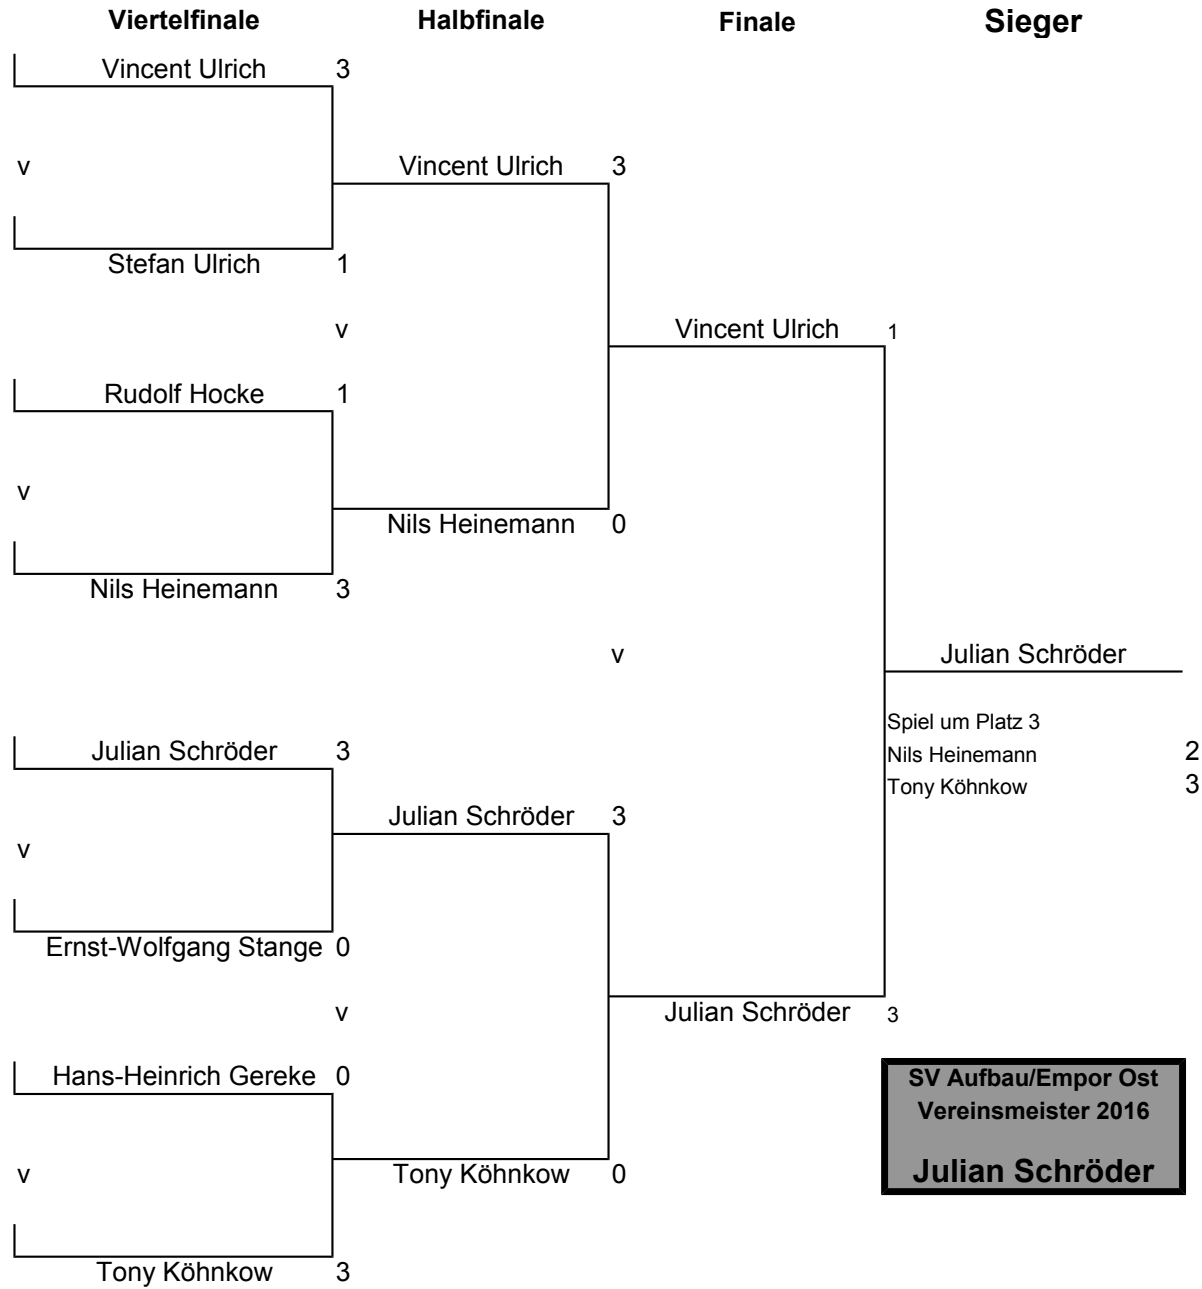 Viertelfinale Halbfinale Finale Sieger
Vincent Ulrich 3
v Vincent Ulrich 3
Stefan Ulrich 1
v Vincent Ulrich 1
Rudolf Hocke 1
v
Nils Heinemann 0
Nils Heinemann 3
v Julian Schröder
Spiel um Platz 3
Julian Schröder 3 Nils Heinemann 2
Tony Köhnkow 3
Julian Schröder 3
v
Ernst-Wolfgang Stange 0
v Julian Schröder 3
Hans-Heinrich Gereke 0 SV Aufbau/Empor Ost
Vereinsmeister 2016
v Tony Köhnkow 0 Julian Schröder
Tony Köhnkow 3